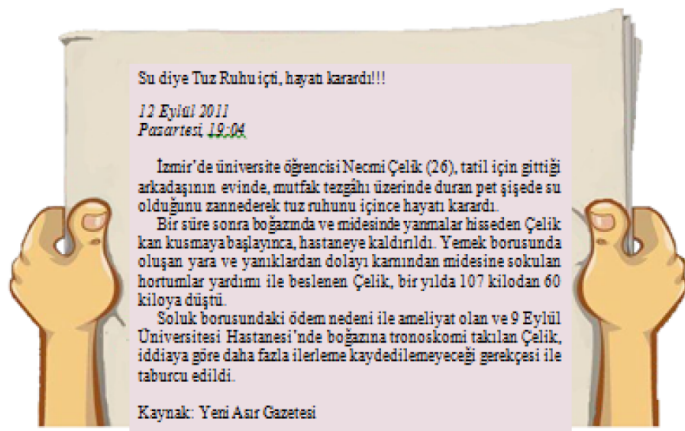 Su diye Tuz Ruhu içti, hayatı karardı!!!
12 Eylül 2011
Pazartesi, 19:04
İzmir’de üniversite öğrencisi Necmi Çelik (26), tatil için gittiği
arkadaşının evinde, mutfak tezgâhı üzerinde duran pet şişede su
olduğunu zannederek tuz ruhunu içince hayatı karardı.
Bir süre sonra boğazında ve midesinde yanmalar hisseden Çelik
kan kusmaya başlayınca, hastaneye kaldırıldı. Yemek borusunda
oluşan yara ve yanıklardan dolayı karnından midesine sokulan
hortumlar yardımı ile beslenen Çelik, bir yılda 107 kilodan 60
kiloya düştü.
Soluk borusundaki ödem nedeni ile ameliyat olan ve 9 Eylül
Üniversitesi Hastanesi’nde boğazına tronoskomi takılan Çelik,
iddiaya göre daha fazla ilerleme kaydedilemeyeceği gerekçesi ile
taburcu edildi.
Kaynak: Yeni Asır Gazetesi